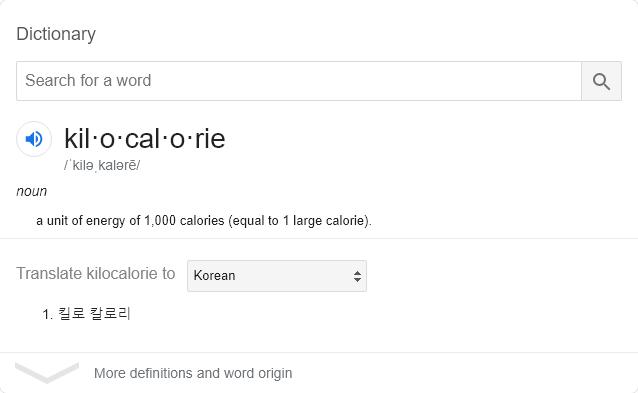 Dictionary
Search for a word
kil·o·cal·o·rie
/ˈkiləˌkalərē/
noun
a unit of energy of 1,000 calories (equal to 1 large calorie).
Translate kilocalorie to Korean
1. 킬로 칼로리
More definitions and word origin